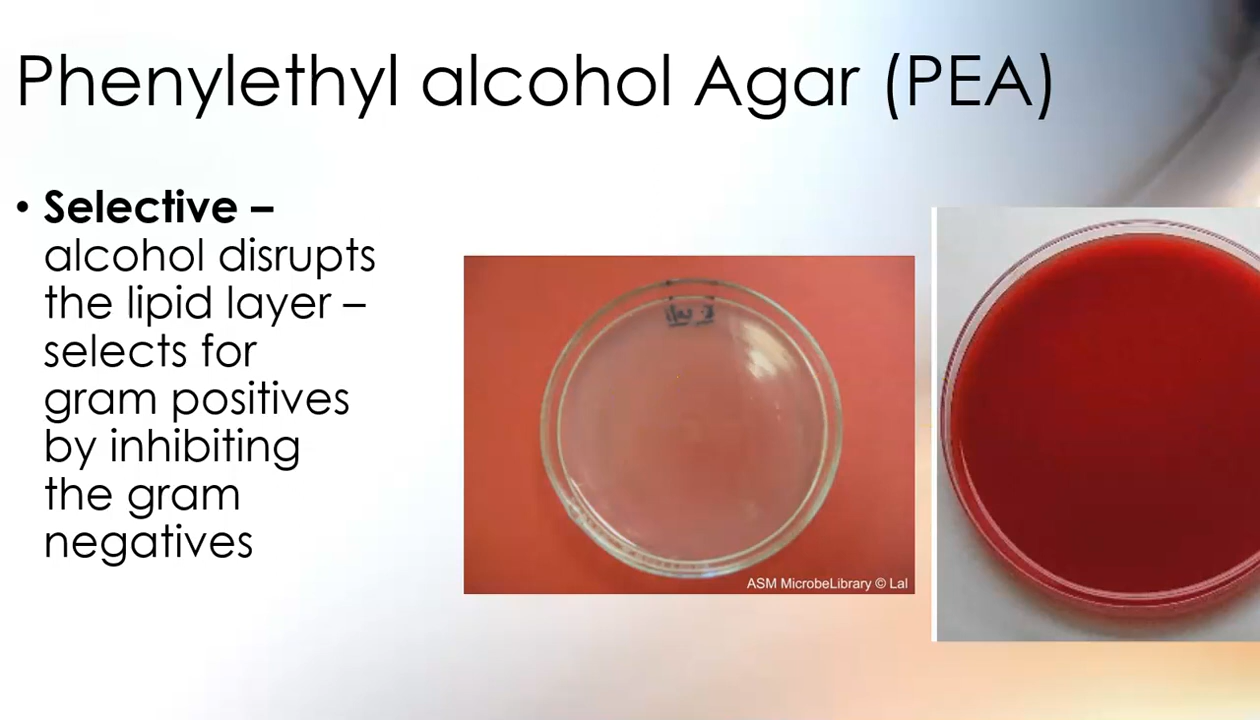 Phenylethyl alcohol Agar (PEA)
• Selective –
alcohol disrupts
the lipid layer –
selects for
gram positives
by inhibiting
the gram
negatives
ASM MicrobeLibrary © Lal